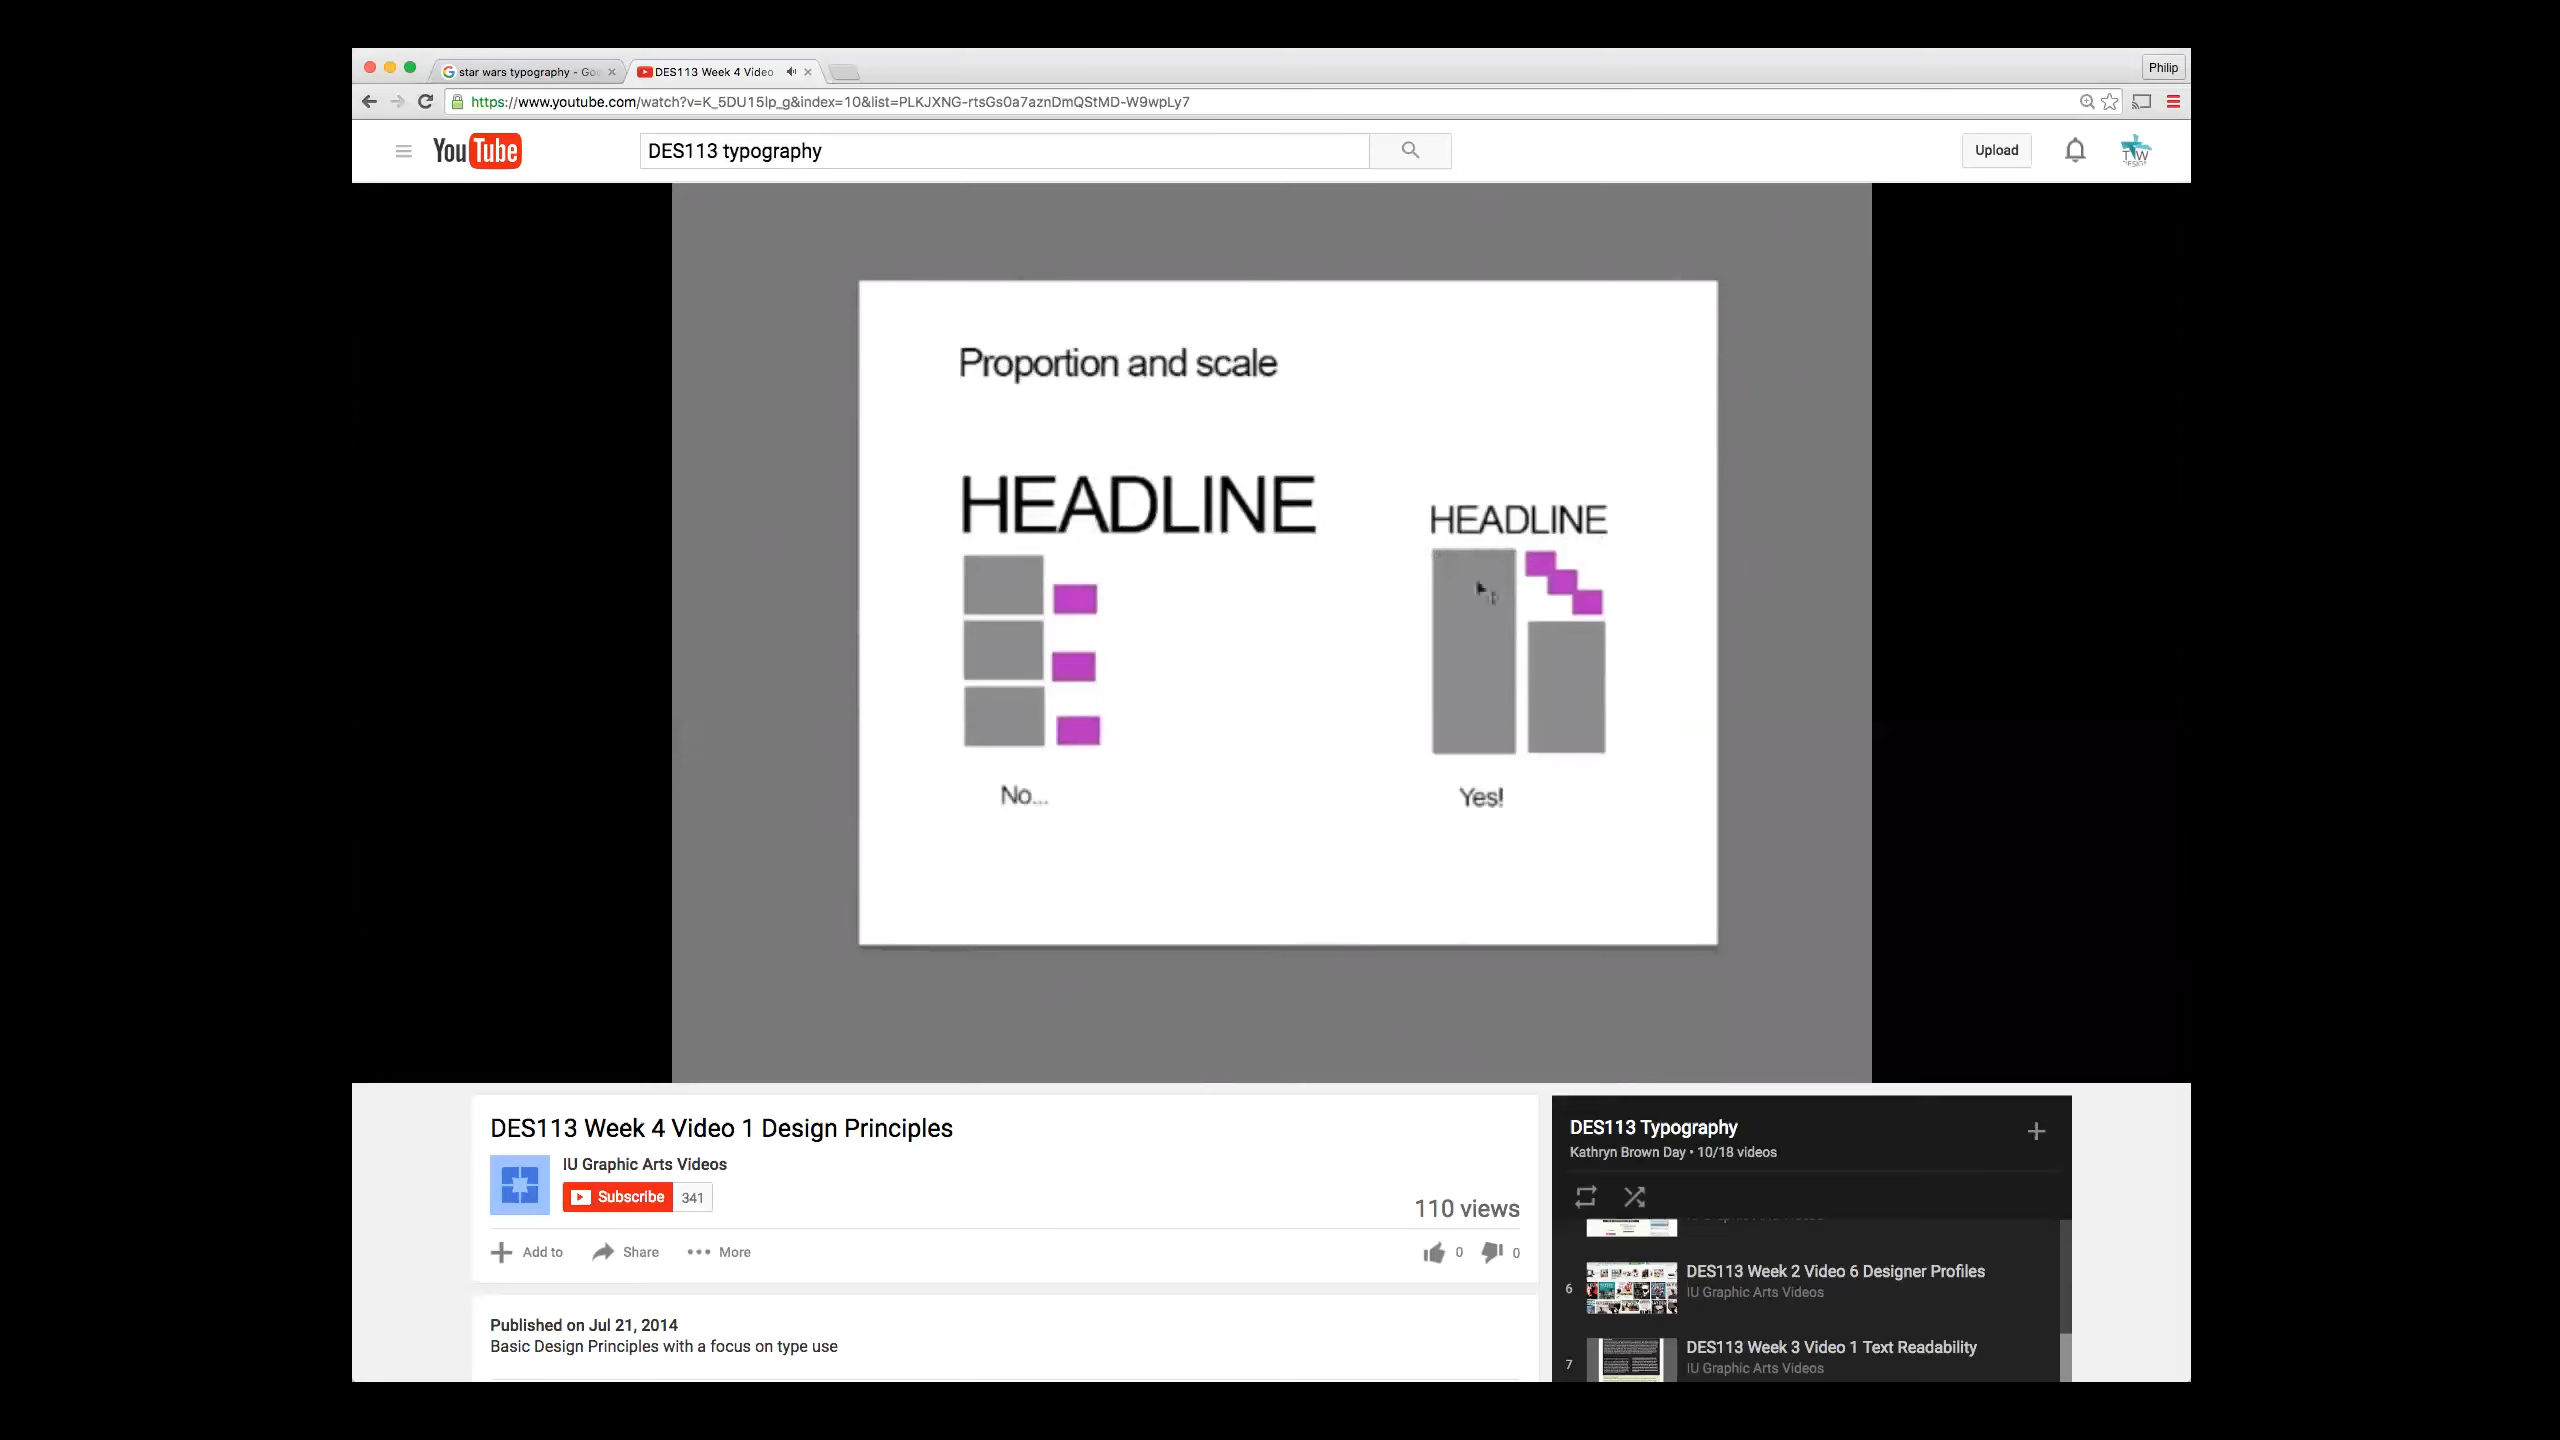 star wars typography - Goo
DES113 Week 4 Video
Philip
https://www.youtube.com/watch?v=K_5DU15lp_g&index=10&list=PLKJXNG-rtsGs0a7aznDmQStMD-W9wpLy7
YouTube
DES113 typography
Upload
TW
Proportion and scale
HEADLINE
HEADLINE
No...
Yes!
DES113 Week 4 Video 1 Design Principles
IU Graphic Arts Videos
Subscribe 341
110 views
Add to
Share
More
0
0
Published on Jul 21, 2014
Basic Design Principles with a focus on type use
DES113 Typography
Kathryn Brown Day • 10/18 videos
6
DES113 Week 2 Video 6 Designer Profiles
IU Graphic Arts Videos
7
DES113 Week 3 Video 1 Text Readability
IU Graphic Arts Videos